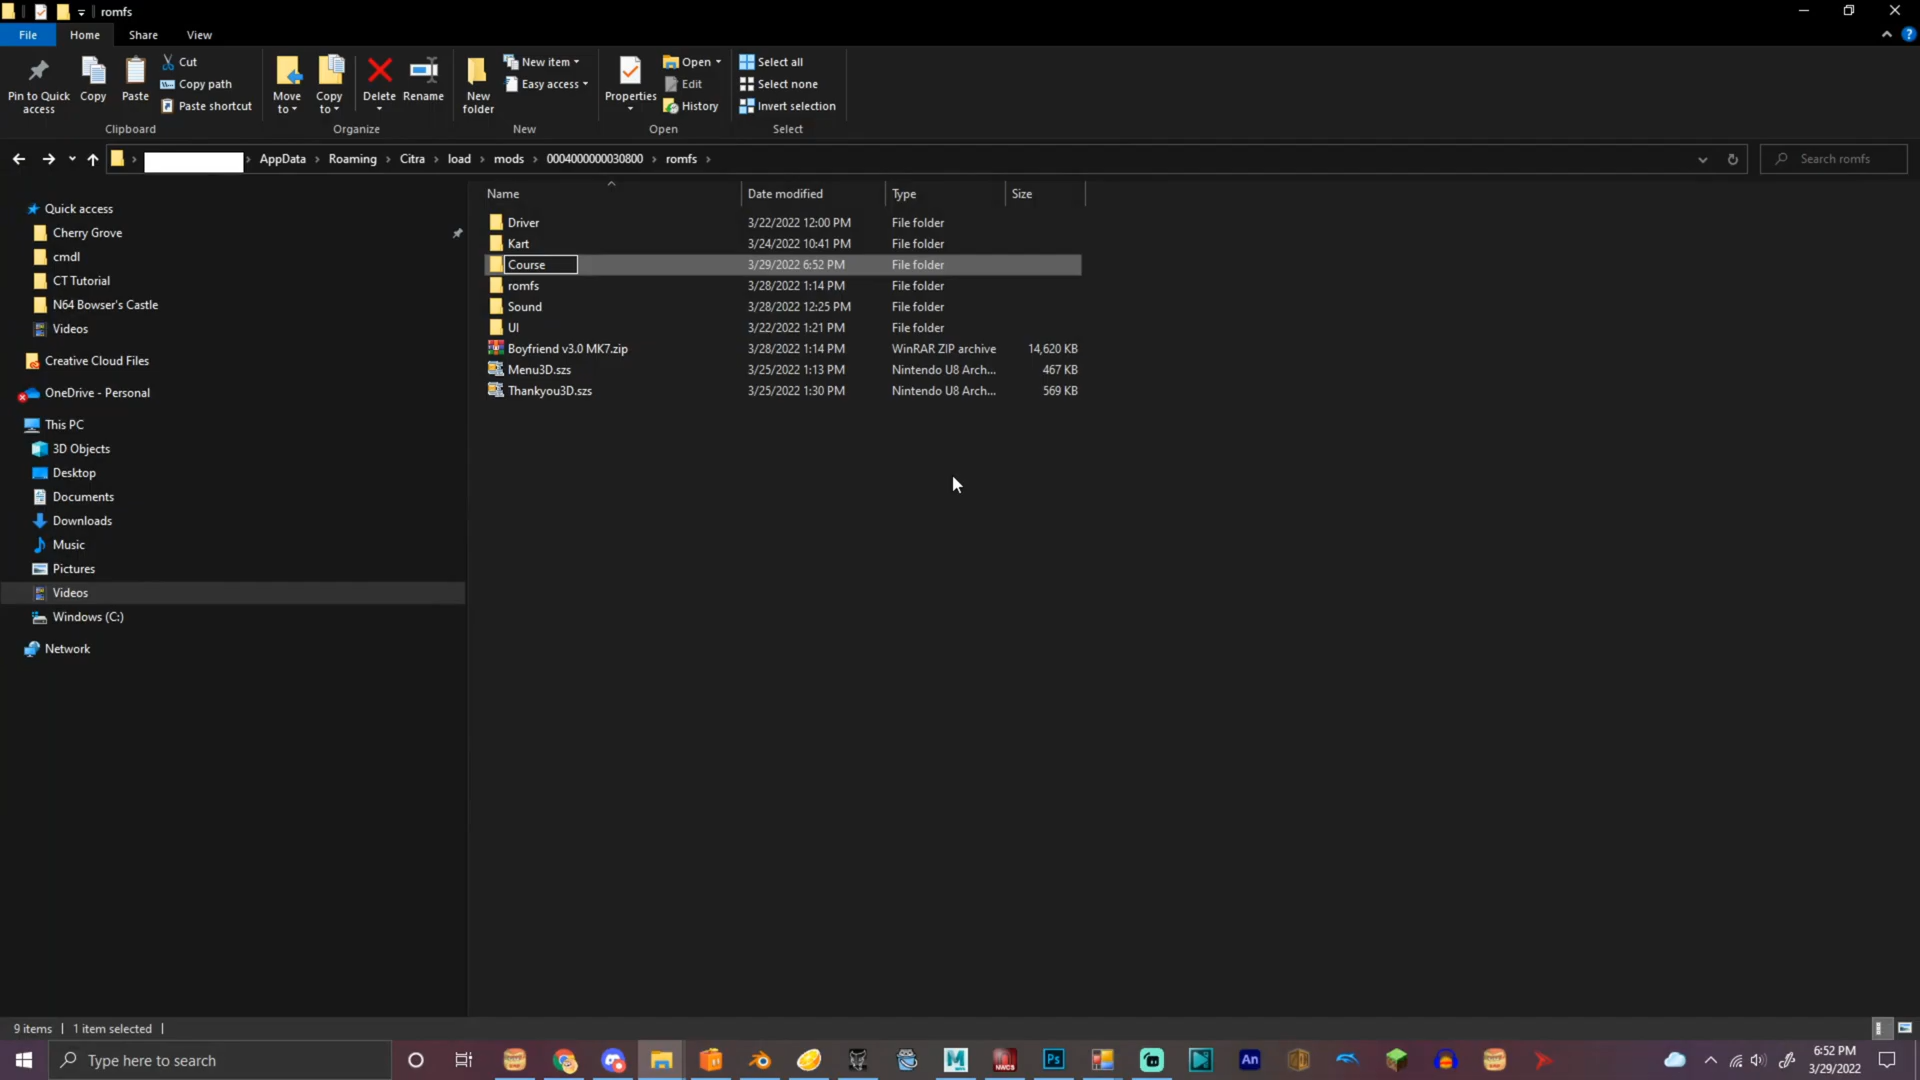 romfs
File Home Share View
Pin to Quick access
Copy
Paste
Cut
Copy path
Paste shortcut
Clipboard
Move to
Copy to
Delete
Rename
Organize
New folder
New item
Easy access
New
Properties
Open
Edit
History
Open
Select all
Select none
Invert selection
Select
AppData Roaming Citra load mods 0004000000030800 romfs
Search romfs
Quick access
Cherry Grove
cmdl
CT Tutorial
N64 Bowser's Castle
Videos
Creative Cloud Files
OneDrive - Personal
This PC
3D Objects
Desktop
Documents
Downloads
Music
Pictures
Videos
Windows (C:)
Network
Name Date modified Type Size
Driver 3/22/2022 12:00 PM File folder
Kart 3/24/2022 10:41 PM File folder
Course 3/29/2022 6:52 PM File folder
romfs 3/28/2022 1:14 PM File folder
Sound 3/28/2022 12:25 PM File folder
UI 3/22/2022 1:21 PM File folder
Boyfriend v3.0 MK7.zip 3/28/2022 1:14 PM WinRAR ZIP archive 14,620 KB
Menu3D.szs 3/25/2022 1:13 PM Nintendo U8 Arch... 467 KB
Thankyou3D.szs 3/25/2022 1:30 PM Nintendo U8 Arch... 569 KB
9 items 1 item selected
Type here to search
Ps
An
6:52 PM
3/29/2022